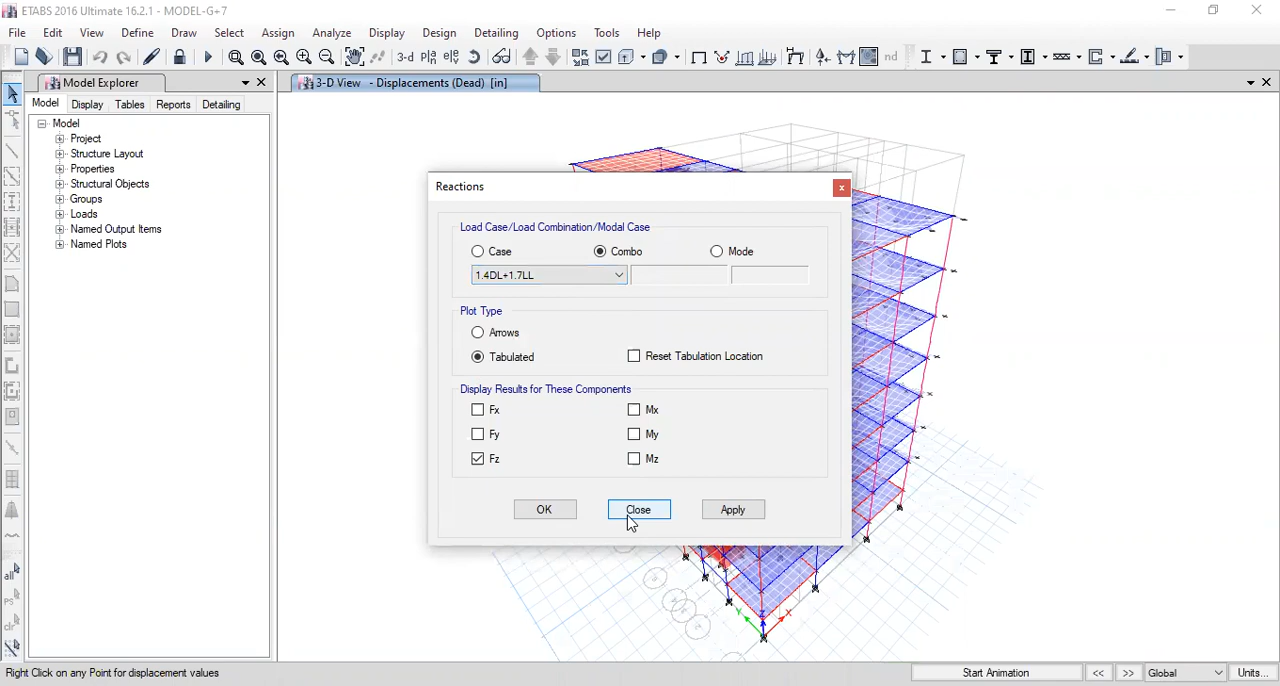 ETABS 2016 Ultimate 16.2.1 - MODEL-G+7
File Edit View Define Draw Select Assign Analyze Display Design Detailing Options Tools Help
3-D nd
Model Explorer
3-D View - Displacements (Dead) [in]
Model Display Tables Reports Detailing
Model
Project
Structure Layout
Properties
Structural Objects
Groups
Loads
Named Output Items
Named Plots
Reactions
Load Case/Load Combination/Modal Case
Case Combo Mode
1.4DL+1.7LL
Plot Type
Arrows
Tabulated Reset Tabulation Location
Display Results for These Components
Fx Mx
Fy My
Fz Mz
OK Close Apply
all
PS
clr
Y Z X
Right Click on any Point for displacement values Start Animation << >> Global Units...